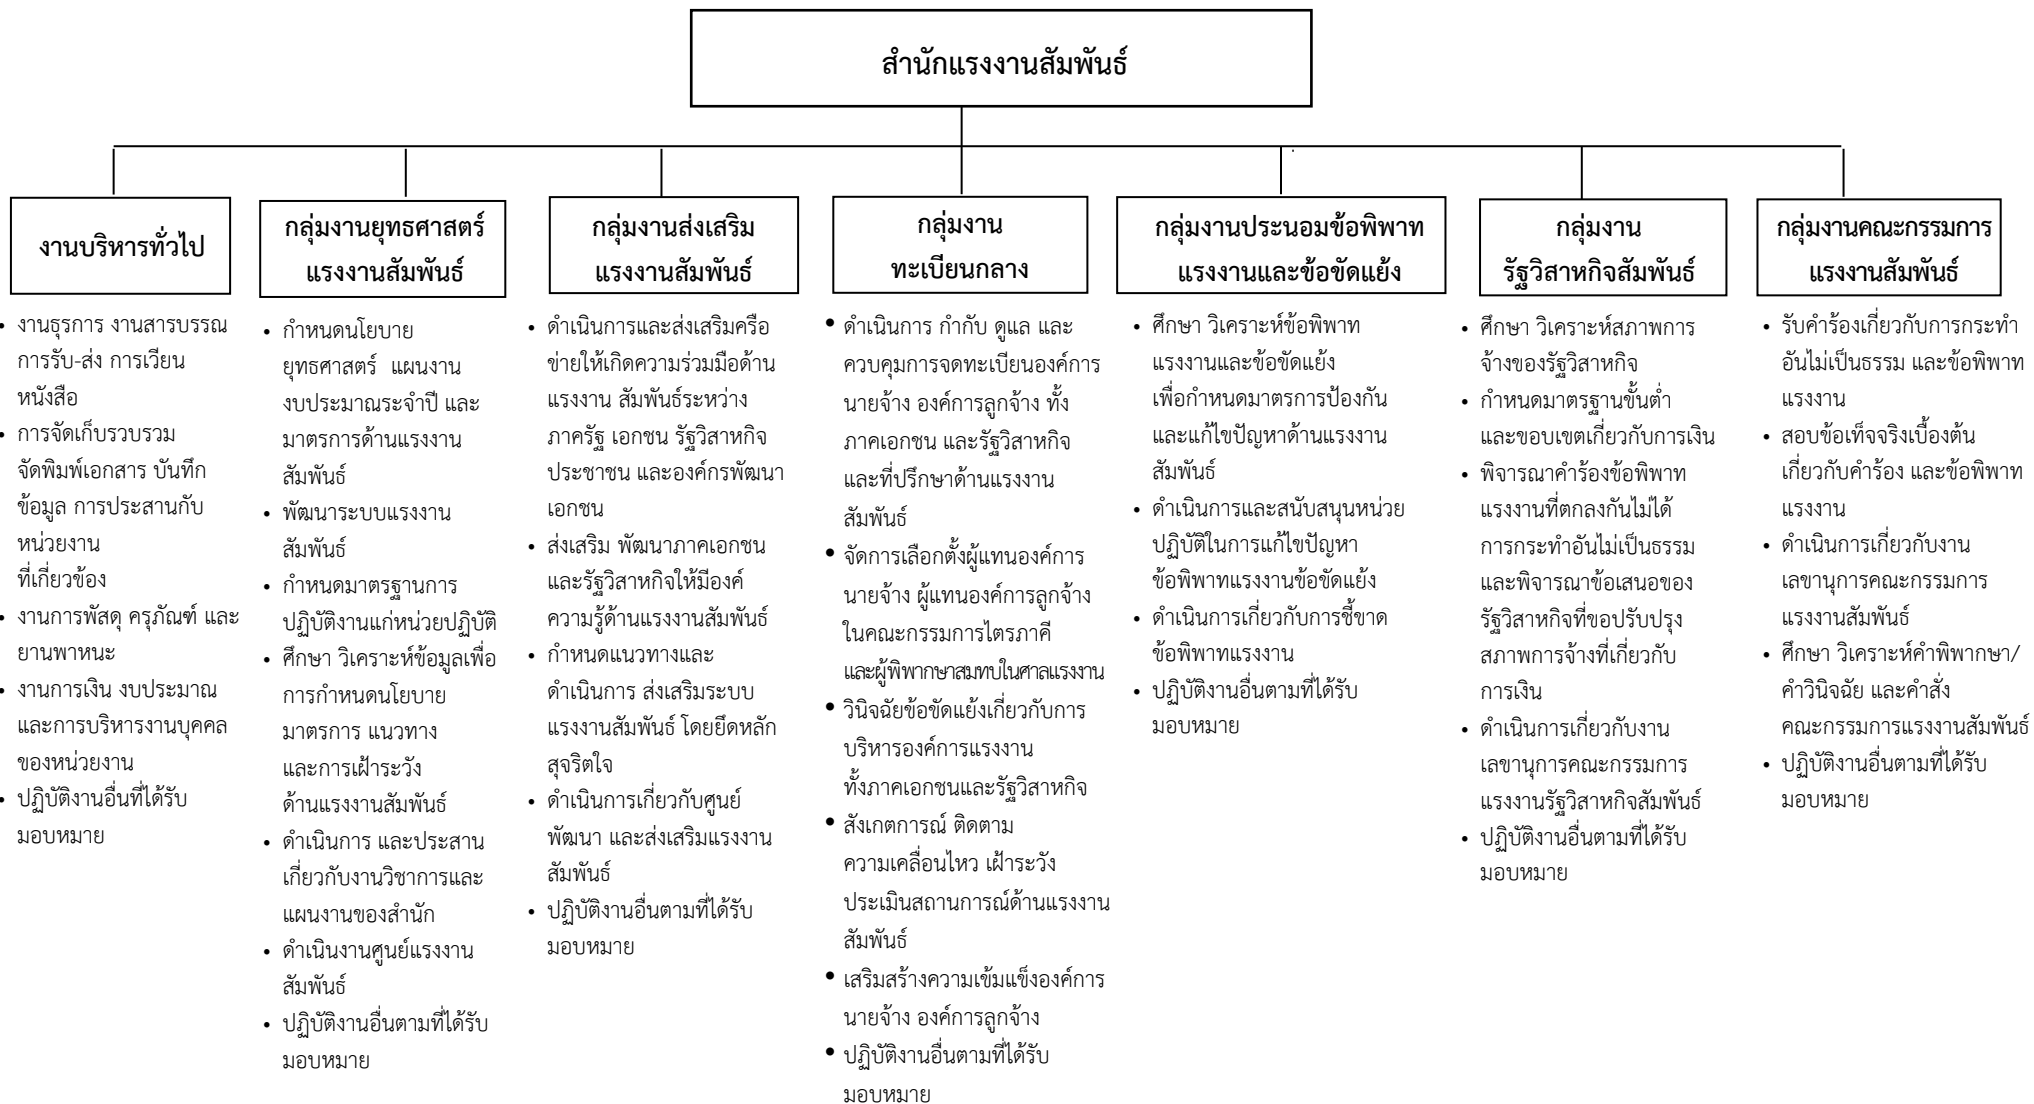 สำนักแรงงานสัมพันธ์
งานบริหารทั่วไป
• งานธุรการ งานสารบรรณ
การรับ-ส่ง การเวียน
หนังสือ
• การจัดเก็บรวบรวม
จัดพิมพ์เอกสาร บันทึก
ข้อมูล การประสานกับ
หน่วยงาน
ที่เกี่ยวข้อง
• งานการพัสดุ ครุภัณฑ์ และ
ยานพาหนะ
• งานการเงิน งบประมาณ
และการบริหารงานบุคคล
ของหน่วยงาน
• ปฏิบัติงานอื่นที่ได้รับ
มอบหมาย
กลุ่มงานยุทธศาสตร์
แรงงานสัมพันธ์
• กำหนดนโยบาย
ยุทธศาสตร์ แผนงาน
งบประมาณระจำปี และ
มาตรการด้านแรงงาน
สัมพันธ์
• พัฒนาระบบแรงงาน
สัมพันธ์
• กำหนดมาตรฐานการ
ปฏิบัติงานแก่หน่วยปฏิบัติ
• ศึกษา วิเคราะห์ข้อมูลเพื่อ
การกำหนดนโยบาย
มาตรการ แนวทาง
และการเฝ้าระวัง
ด้านแรงงานสัมพันธ์
• ดำเนินการ และประสาน
เกี่ยวกับงานวิชาการและ
แผนงานของสำนัก
• ดำเนินงานศูนย์แรงงาน
สัมพันธ์
• ปฏิบัติงานอื่นตามที่ได้รับ
มอบหมาย
กลุ่มงานส่งเสริม
แรงงานสัมพันธ์
• ดำเนินการและส่งเสริมครือ
ข่ายให้เกิดความร่วมมือด้าน
แรงงาน สัมพันธ์ระหว่าง
ภาครัฐ เอกชน รัฐวิสาหกิจ
ประชาชน และองค์กรพัฒนา
เอกชน
• ส่งเสริม พัฒนาภาคเอกชน
และรัฐวิสาหกิจให้มีองค์
ความรู้ด้านแรงงานสัมพันธ์
• กำหนดแนวทางและ
ดำเนินการ ส่งเสริมระบบ
แรงงานสัมพันธ์ โดยยึดหลัก
สุจริตใจ
• ดำเนินการเกี่ยวกับศูนย์
พัฒนา และส่งเสริมแรงงาน
สัมพันธ์
• ปฏิบัติงานอื่นตามที่ได้รับ
มอบหมาย
กลุ่มงาน
ทะเบียนกลาง
• ดำเนินการ กำกับ ดูแล และ
ควบคุมการจดทะเบียนองค์การ
นายจ้าง องค์การลูกจ้าง ทั้ง
ภาคเอกชน และรัฐวิสาหกิจ
และที่ปรึกษาด้านแรงงาน
สัมพันธ์
• จัดการเลือกตั้งผู้แทนองค์การ
นายจ้าง ผู้แทนองค์การลูกจ้าง
ในคณะกรรมการไตรภาคี
และผู้พิพากษาสมทบในศาลแรงงาน
• วินิจฉัยข้อขัดแย้งเกี่ยวกับการ
บริหารองค์การแรงงาน
ทั้งภาคเอกชนและรัฐวิสาหกิจ
• สังเกตการณ์ ติดตาม
ความเคลื่อนไหว เฝ้าระวัง
ประเมินสถานการณ์ด้านแรงงาน
สัมพันธ์
• เสริมสร้างความเข้มแข็งองค์การ
นายจ้าง องค์การลูกจ้าง
• ปฏิบัติงานอื่นตามที่ได้รับ
มอบหมาย
กลุ่มงานประนอมข้อพิพาท
แรงงานและข้อขัดแย้ง
• ศึกษา วิเคราะห์ข้อพิพาท
แรงงานและข้อขัดแย้ง
เพื่อกำหนดมาตรการป้องกัน
และแก้ไขปัญหาด้านแรงงาน
สัมพันธ์
• ดำเนินการและสนับสนุนหน่วย
ปฏิบัติในการแก้ไขปัญหา
ข้อพิพาทแรงงานข้อขัดแย้ง
• ดำเนินการเกี่ยวกับการชี้ขาด
ข้อพิพาทแรงงาน
• ปฏิบัติงานอื่นตามที่ได้รับ
มอบหมาย
กลุ่มงาน
รัฐวิสาหกิจสัมพันธ์
• ศึกษา วิเคราะห์สภาพการ
จ้างของรัฐวิสาหกิจ
• กำหนดมาตรฐานขั้นต่ำ
และขอบเขตเกี่ยวกับการเงิน
• พิจารณาคำร้องข้อพิพาท
แรงงานที่ตกลงกันไม่ได้
การกระทำอันไม่เป็นธรรม
และพิจารณาข้อเสนอของ
รัฐวิสาหกิจที่ขอปรับปรุง
สภาพการจ้างที่เกี่ยวกับ
การเงิน
• ดำเนินการเกี่ยวกับงาน
เลขานุการคณะกรรมการ
แรงงานรัฐวิสาหกิจสัมพันธ์
• ปฏิบัติงานอื่นตามที่ได้รับ
มอบหมาย
กลุ่มงานคณะกรรมการ
แรงงานสัมพันธ์
• รับคำร้องเกี่ยวกับการกระทำ
อันไม่เป็นธรรม และข้อพิพาท
แรงงาน
• สอบข้อเท็จจริงเบื้องต้น
เกี่ยวกับคำร้อง และข้อพิพาท
แรงงาน
• ดำเนินการเกี่ยวกับงาน
เลขานุการคณะกรรมการ
แรงงานสัมพันธ์
• ศึกษา วิเคราะห์คำพิพากษา/
คำวินิจฉัย และคำสั่ง
คณะกรรมการแรงงานสัมพันธ์
• ปฏิบัติงานอื่นตามที่ได้รับ
มอบหมาย